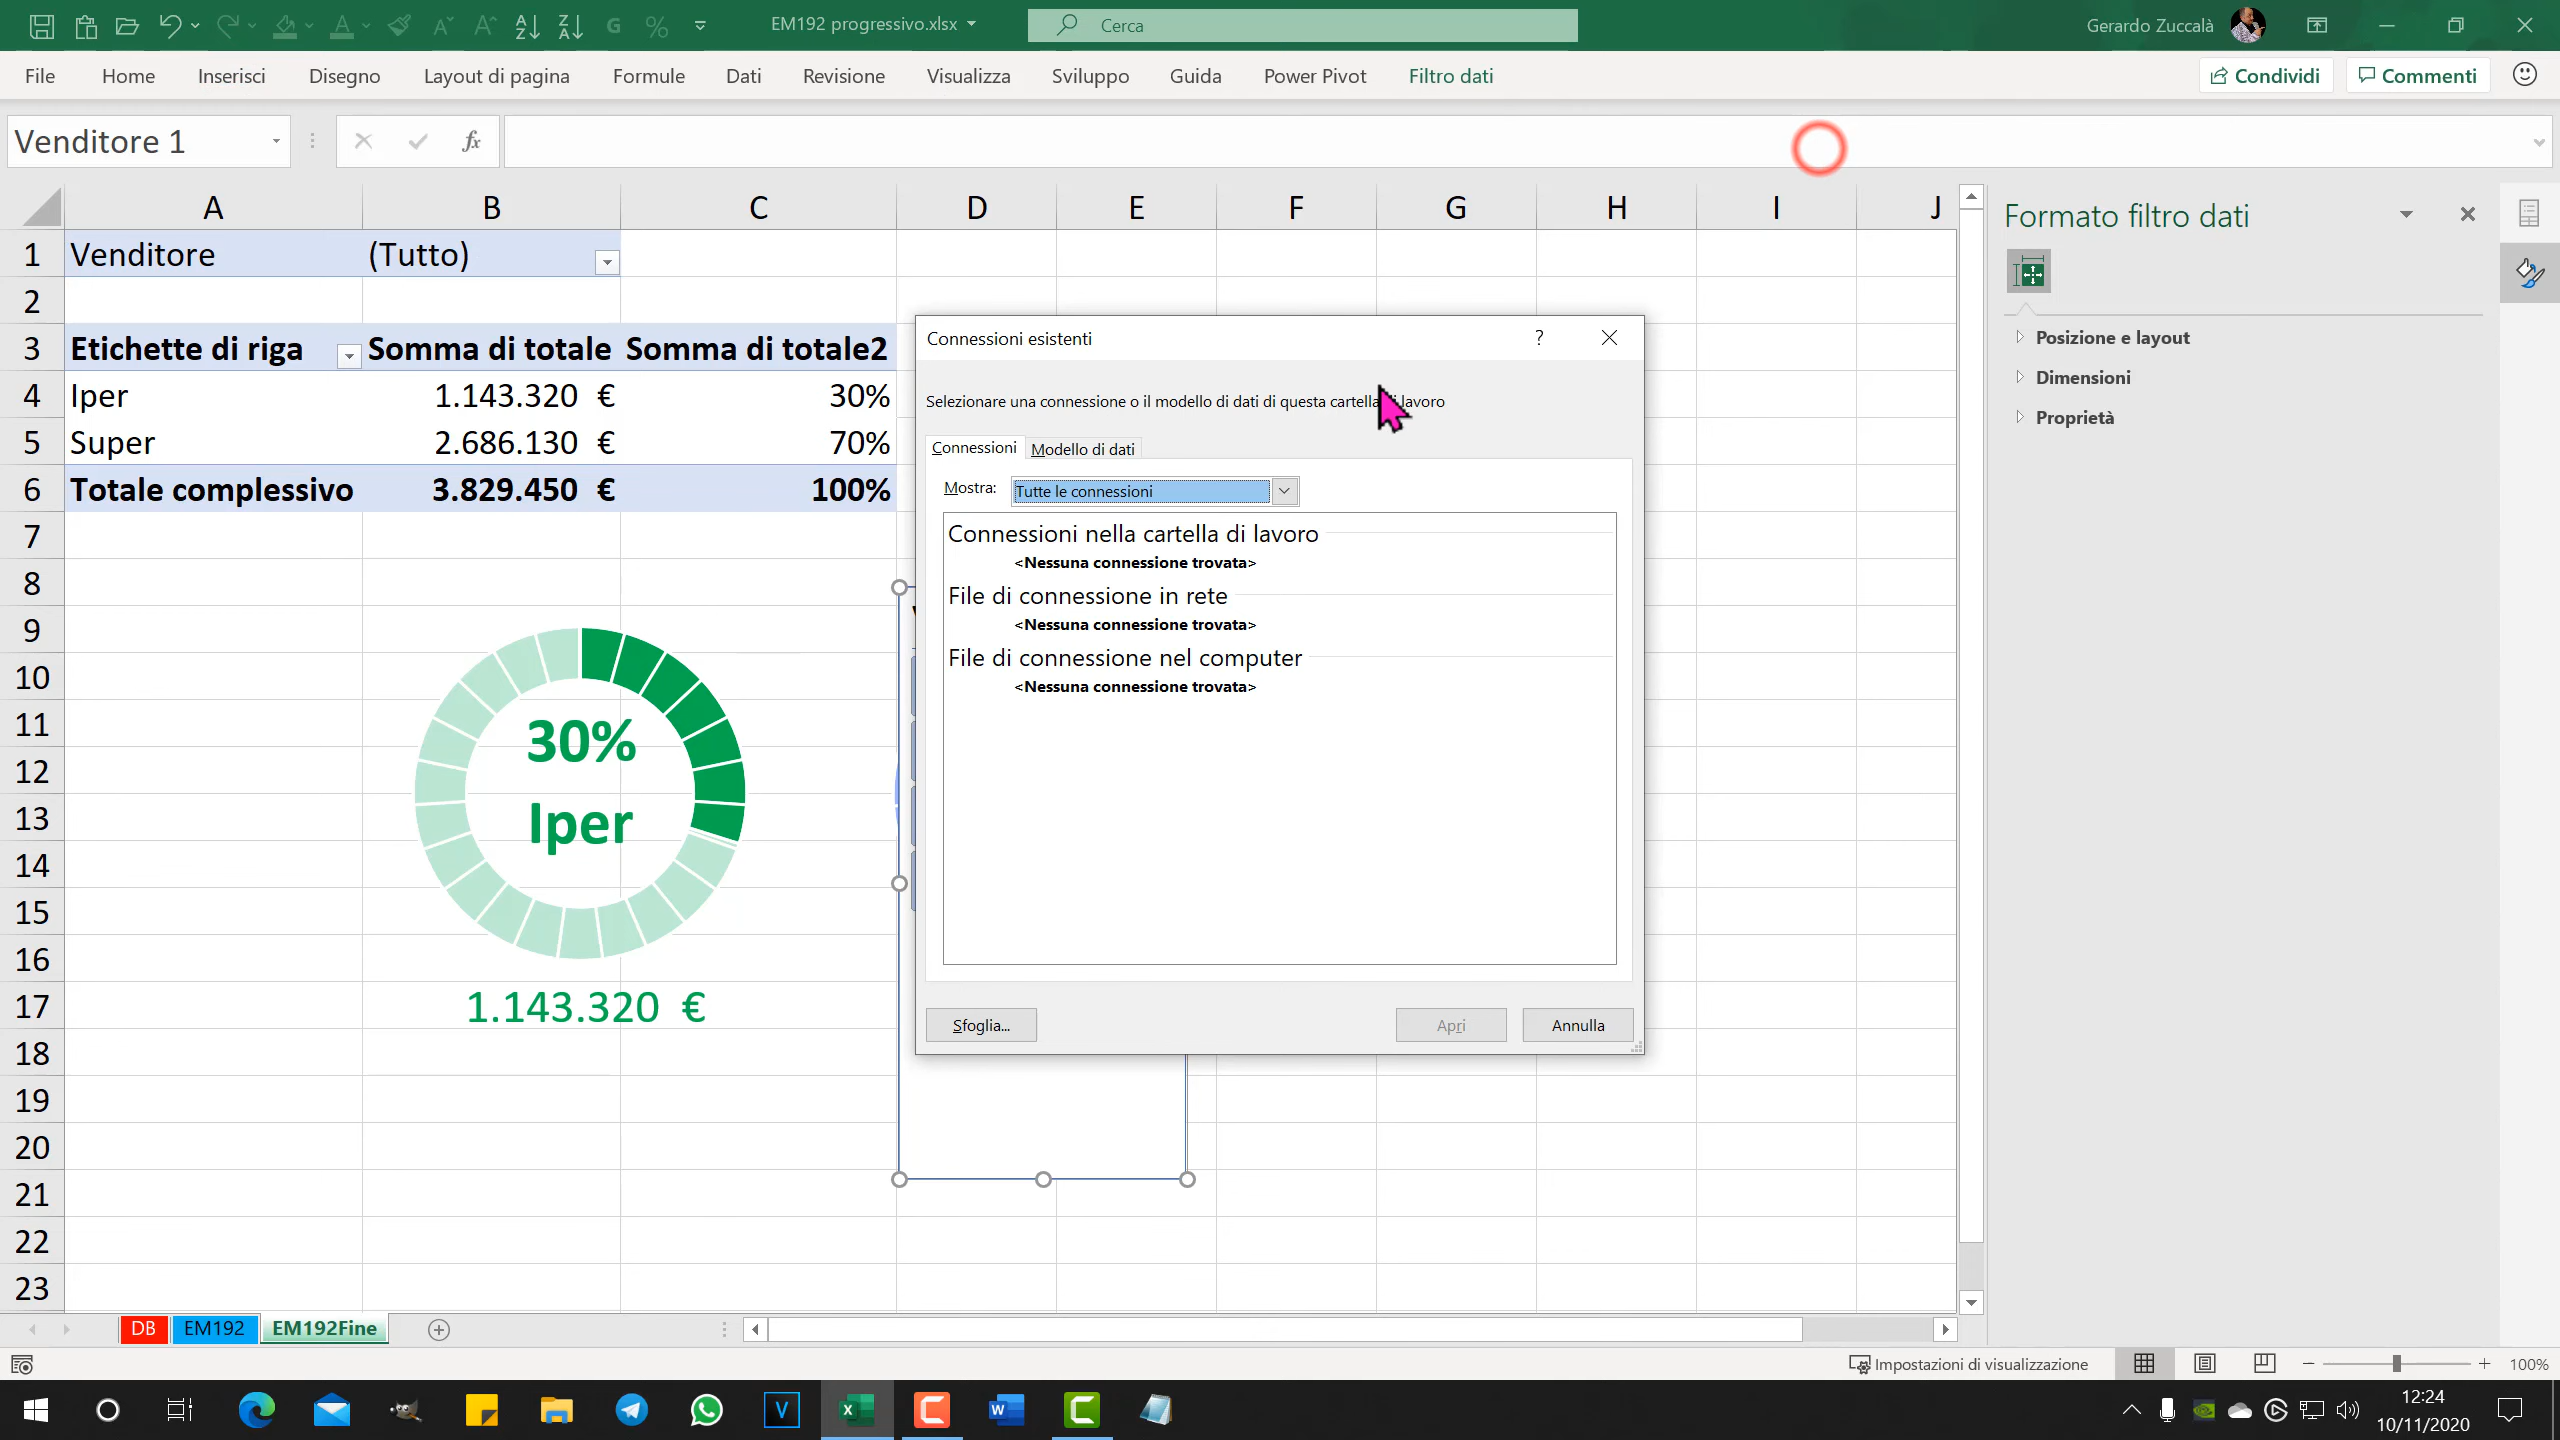 EM192 progressivo.xlsx
Cerca
Gerardo Zuccalà
File Home Inserisci Disegno Layout di pagina Formule Dati Revisione Visualizza Sviluppo Guida Power Pivot Filtro dati
Condividi
Commenti
Venditore 1
fx
A B C D E F G H I J
1 Venditore (Tutto)
2
3 Etichette di riga Somma di totale Somma di totale2
4 Iper 1.143.320 € 30%
5 Super 2.686.130 € 70%
6 Totale complessivo 3.829.450 € 100%
7
8
9
10
11
12
13
14
15
16
17
18
19
20
21
22
23
30%
Iper
1.143.320 €
Connessioni esistenti
?
Selezionare una connessione o il modello di dati di questa cartella di lavoro
Connessioni Modello di dati
Mostra: Tutte le connessioni
Connessioni nella cartella di lavoro
<Nessuna connessione trovata>
File di connessione in rete
<Nessuna connessione trovata>
File di connessione nel computer
<Nessuna connessione trovata>
Sfoglia...
Apri
Annulla
Formato filtro dati
Posizione e layout
Dimensioni
Proprietà
DB EM192 EM192Fine
Impostazioni di visualizzazione
100%
12:24
10/11/2020